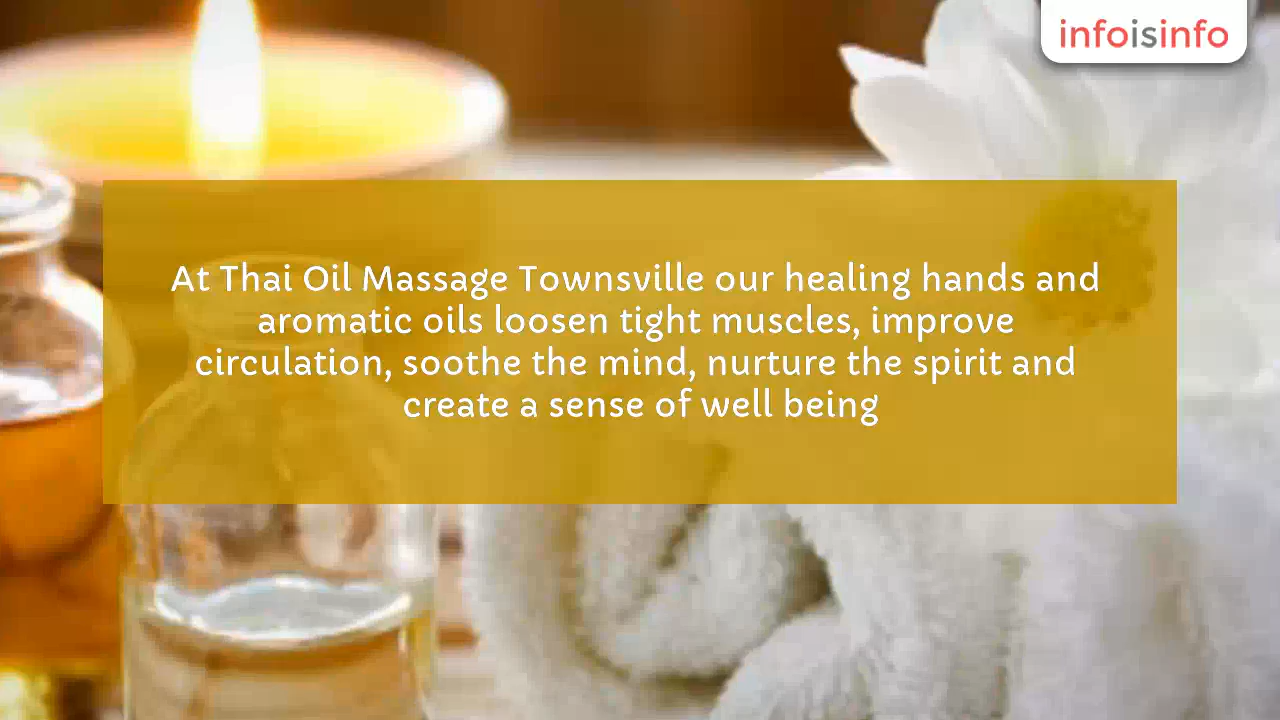 infoisinfo
At Thai Oil Massage Townsville our healing hands and
aromatic oils loosen tight muscles, improve
circulation, soothe the mind, nurture the spirit and
create a sense of well being